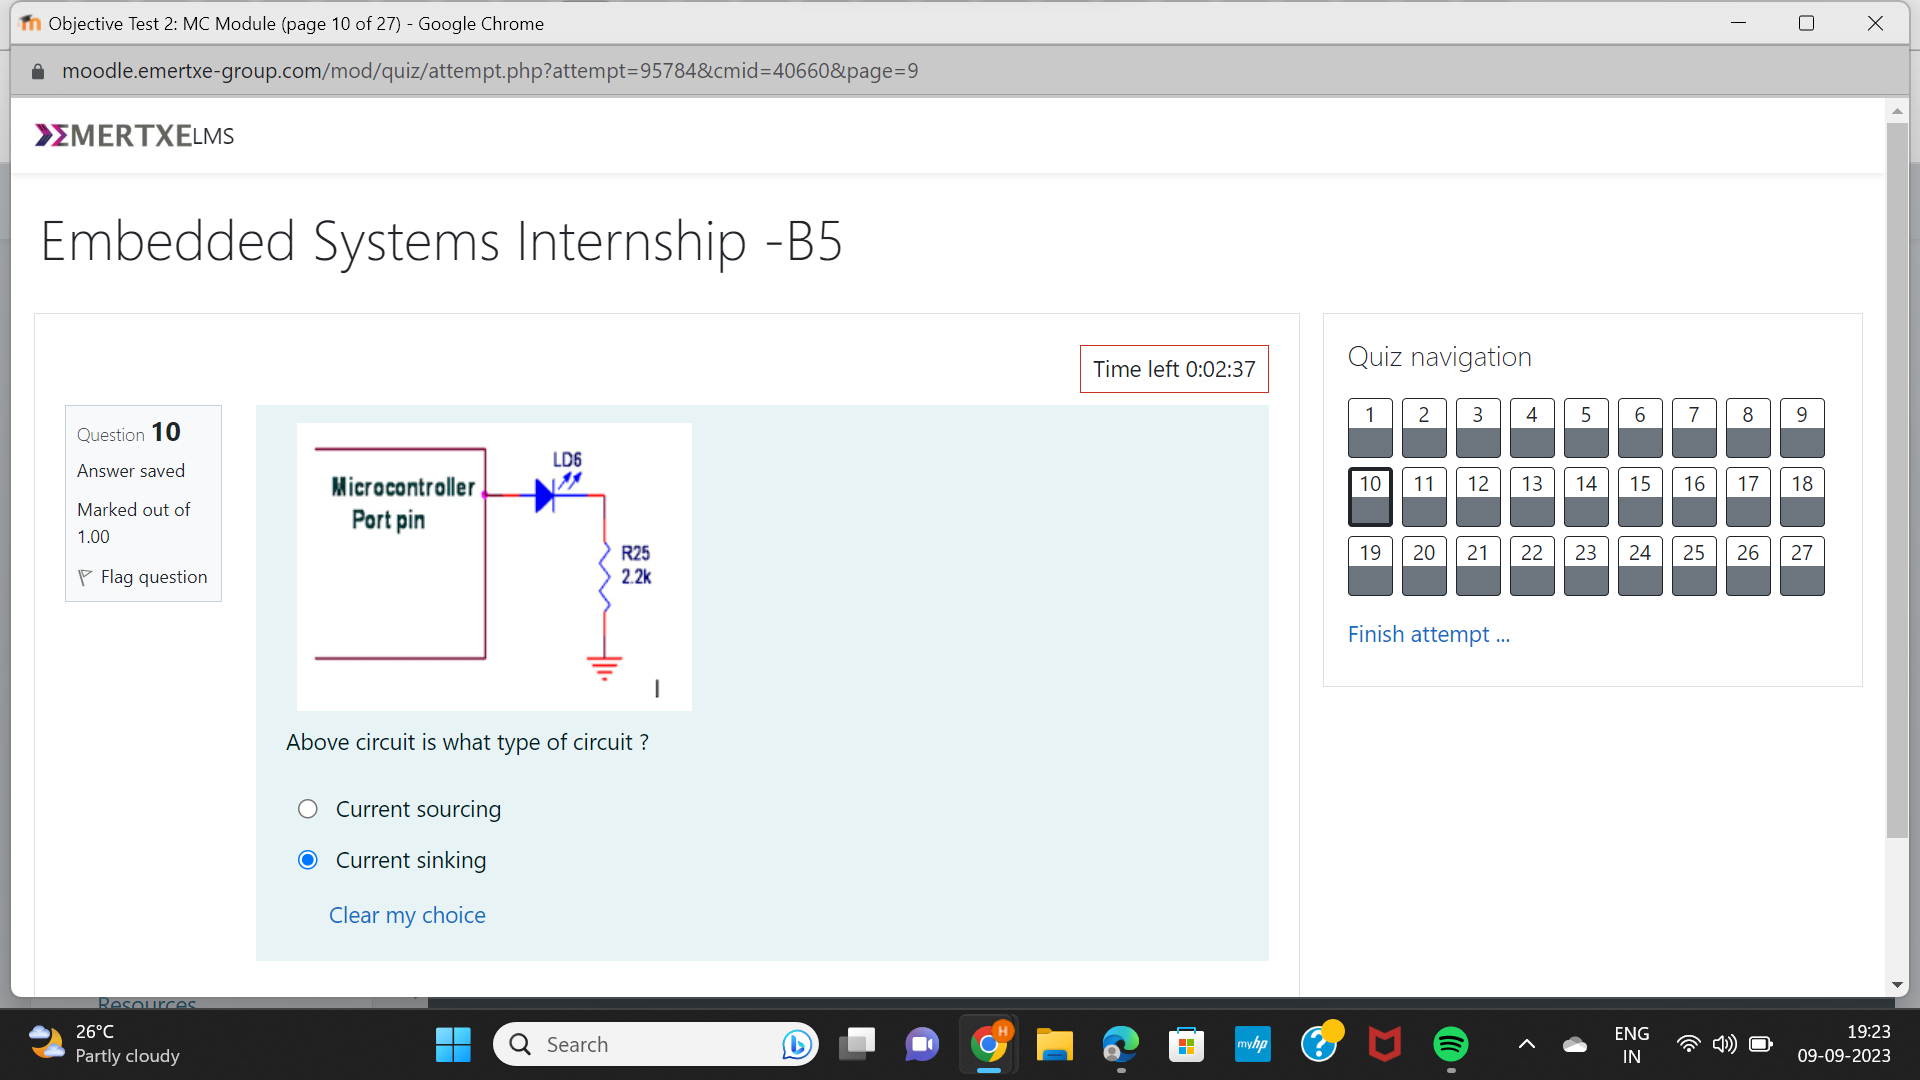 Objective Test 2: MC Module (page 10 of 27) - Google Chrome
moodle.emertxe-group.com/mod/quiz/attempt.php?attempt=95784&cmid=40660&page=9
EMERTXE LMS
Embedded Systems Internship -B5
Time left 0:02:37
Question 10
Answer saved
Marked out of
1.00
Flag question
Microcontroller
Port pin
LD6
R25
2.2k
Above circuit is what type of circuit ?
Current sourcing
Current sinking
Clear my choice
Quiz navigation
1 2 3 4 5 6 7 8 9
10 11 12 13 14 15 16 17 18
19 20 21 22 23 24 25 26 27
Finish attempt ...
Resources
26°C
Partly cloudy
Search
myhp
H
ENG
IN
19:23
09-09-2023